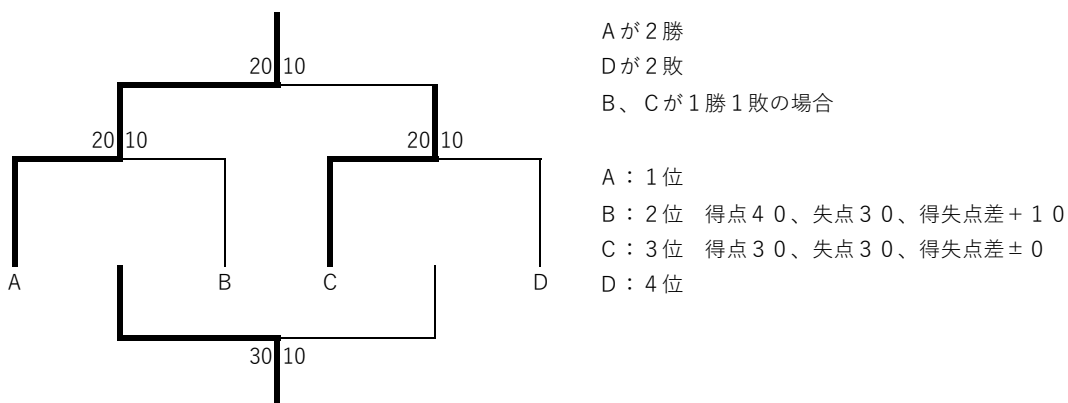 20 10
20 10
20 10
A
B
C
D
30 10
Aが２勝
Dが２敗
B、Cが１勝１敗の場合
A：１位
B：２位　得点４０、失点３０、得失点差＋１０
C：３位　得点３０、失点３０、得失点差±０
D：４位